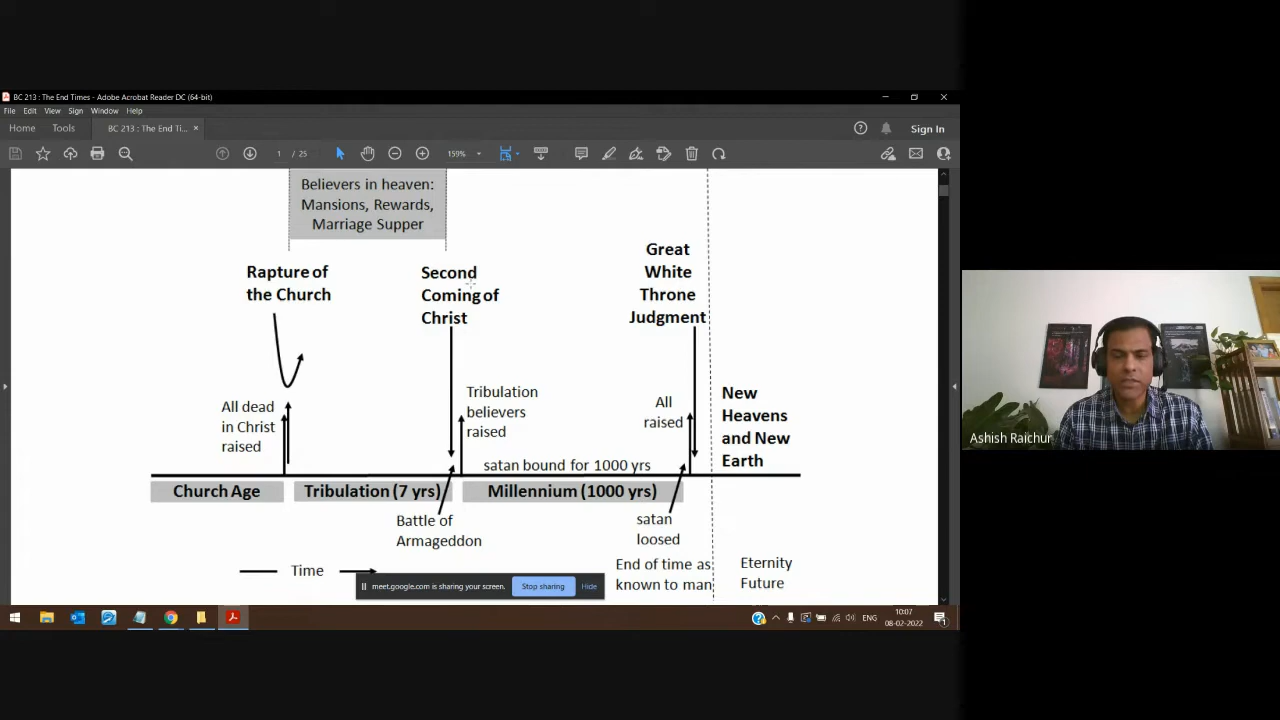 BC 213 : The End Times - Adobe Acrobat Reader DC (64-bit)
File Edit View Sign Window Help
Home Tools BC 213 : The End Ti... × Sign In
1 / 25 159%
Believers in heaven:
Mansions, Rewards,
Marriage Supper
Rapture of
the Church
Second
Coming of
Christ
Great
White
Throne
Judgment
All dead
in Christ
raised
Tribulation
believers
raised
All
raised
New
Heavens
and New
Earth
satan bound for 1000 yrs
Church Age
Tribulation (7 yrs)
Millennium (1000 yrs)
Battle of
Armageddon
satan
loosed
Time
End of time as
known to man
Eternity
Future
meet.google.com is sharing your screen. Stop sharing Hide
ENG
10:07
08-02-2022
Ashish Raichur